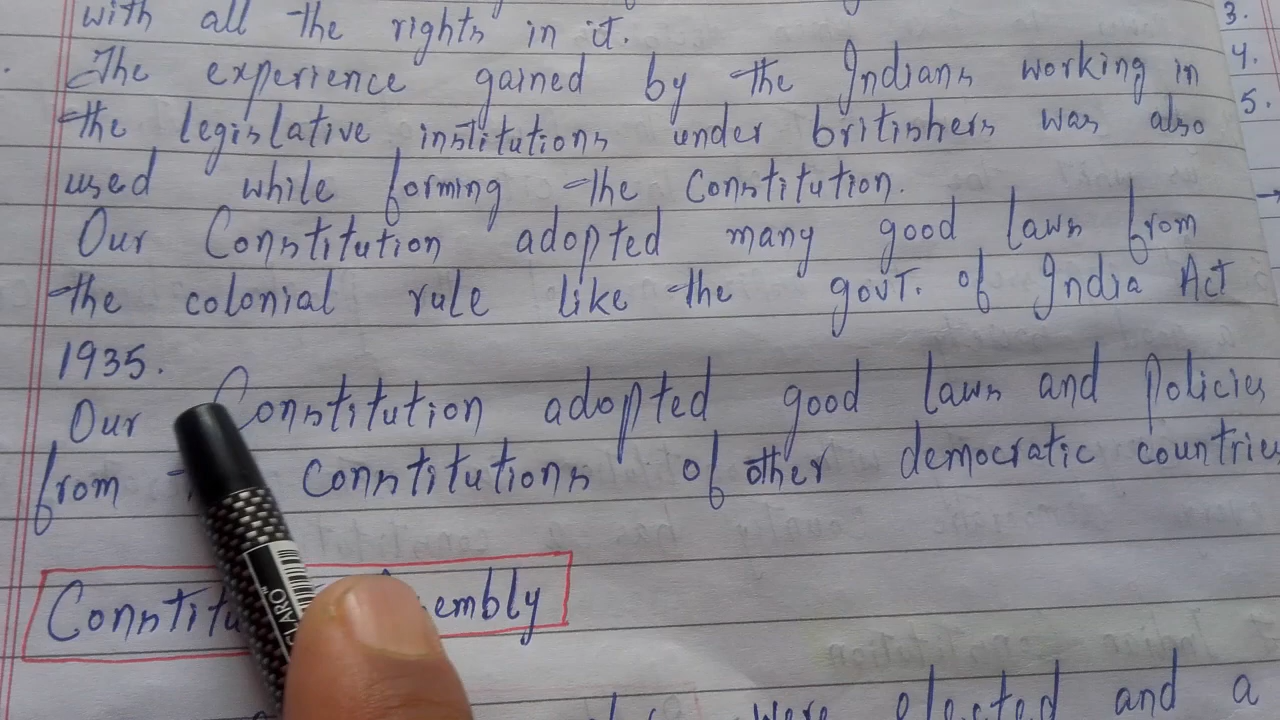 with all the rights in it.
The experience gained by the Indians working in
the legislative institutions under britishers was also
used while forming the Constitution.
Our Constitution adopted many good laws from
the colonial rule like the govt. of India Act
1935.
Our Constitution adopted good laws and Policies
from constitutions of other democratic countries
embly
were elected and a
3.
4.
5.
CLARO